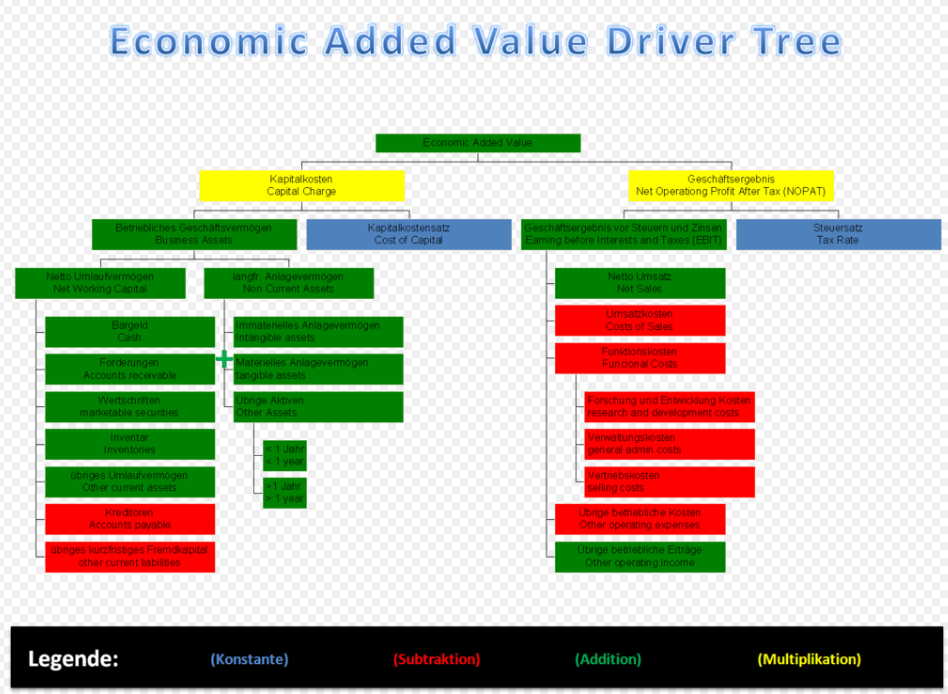 Economic Added Value Driver Tree
Economic Added Value
Kapitalkosten
Capital Charge
Geschäftsergebnis
Net Operationg Profit After Tax (NOPAT)
Betriebliches Geschäftsvermögen
Business Assets
Kapitalkostensatz
Cost of Capital
Geschäftsergebnis vor Steuern und Zinsen
Earning before Interests and Taxes (EBIT)
Steuersatz
Tax Rate
Netto Umlaufvermögen
Net Working Capital
langfr. Anlagevermögen
Non Current Assets
Netto Umsatz
Net Sales
Bargeld
Cash
Immaterielles Anlagevermögen
Intangible assets
Umsatzkosten
Costs of Sales
Forderungen
Accounts receivable
Materielles Anlagevermögen
tangible assets
Funktionskosten
Funcional Costs
Wertschriften
marketable securities
Übrige Aktiven
Other Assets
Forschung und Entwicklung Kosten
research and development costs
Inventar
Inventories
< 1 Jahr
< 1 year
Verwaltungskosten
general admin costs
übriges Umlaufvermögen
Other current assets
>1 Jahr
> 1 year
Vertriebskosten
selling costs
Kreditoren
Accounts payable
Übrige betriebliche Kosten
Other operating expenses
übriges kurzfristiges Fremdkapital
other current liabilities
Übrige betriebliche Erträge
Other operating income
Legende: (Konstante) (Subtraktion) (Addition) (Multiplikation)